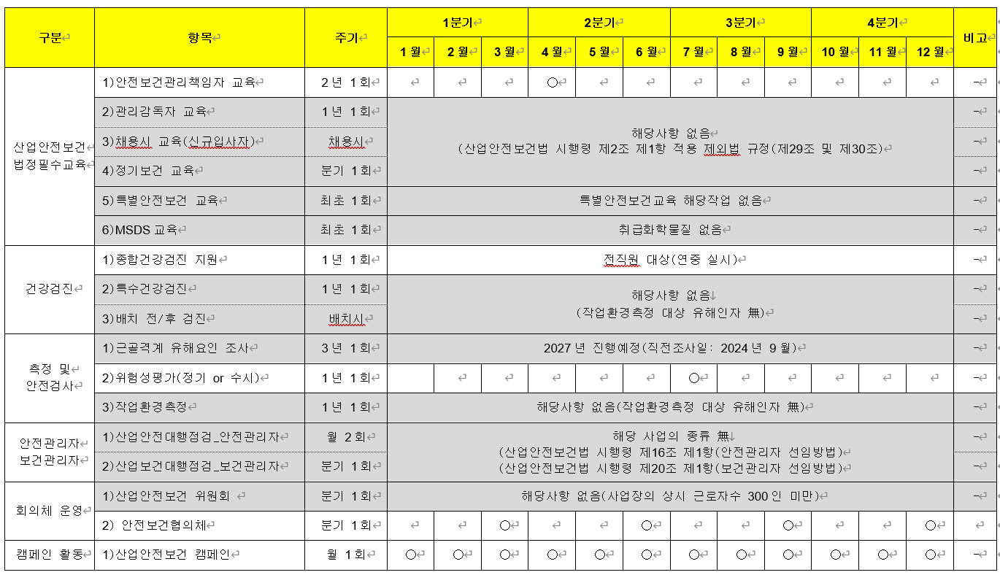 구분 항목 주기 1분기 2분기 3분기 4분기 비고
1월 2월 3월 4월 5월 6월 7월 8월 9월 10월 11월 12월
산업안전보건
법정필수교육
1)안전보건관리책임자 교육 2년 1회 ○ -
2)관리감독자 교육 1년 1회 -
3)채용시 교육(신규입사자) 채용시 -
4)정기보건 교육 분기 1회 -
해당사항 없음
(산업안전보건법 시행령 제2조 제1항 적용 제외법 규정(제29조 및 제30조)
5)특별안전보건 교육 최초 1회 특별안전보건교육 해당작업 없음 -
6)MSDS교육 최초 1회 취급화학물질 없음 -
건강검진
1)종합건강검진 지원 1년 1회 전직원 대상(연중 실시) -
2)특수건강검진 1년 1회 -
3)배치 전/후 검진 배치시 -
해당사항 없음
(작업환경측정 대상 유해인자 無)
측정 및
안전검사
1)근골격계 유해요인 조사 3년 1회 2027년 진행예정(직전조사일: 2024년 9월) -
2)위험성평가(정기 or 수시) 1년 1회 ○ -
3)작업환경측정 1년 1회 해당사항 없음(작업환경측정 대상 유해인자 無) -
안전관리자
보건관리자
1)산업안전대행점검_안전관리자 월 2회 -
2)산업보건대행점검_보건관리자 분기 1회 -
해당 사업의 종류 無
(산업안전보건법 시행령 제16조 제1항(안전관리자 선임방법)
(산업안전보건법 시행령 제20조 제1항(보건관리자 선임방법)
회의체 운영
1)산업안전보건 위원회 분기 1회 해당사항 없음(사업장의 상시 근로자수 300인 미만) -
2) 안전보건협의체 분기 1회 ○ ○ ○ ○
캠페인 활동 1)산업안전보건 캠페인 월 1회 ○ ○ ○ ○ ○ ○ ○ ○ ○ ○ ○ ○ -